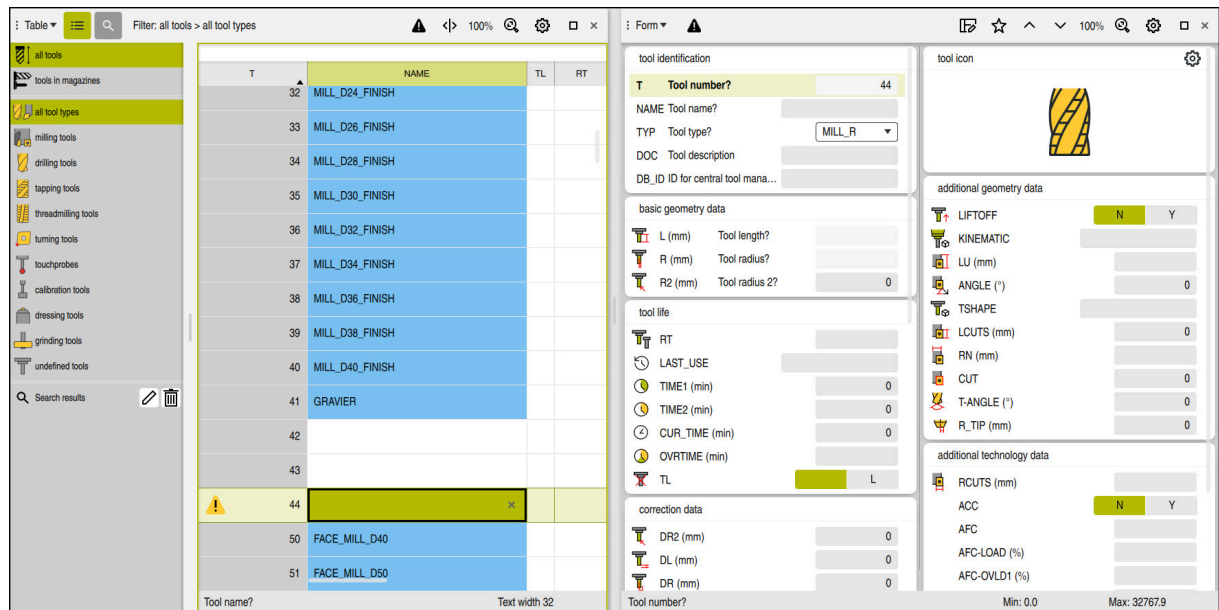 Table
Filter: all tools > all tool types
100%
all tools
tools in magazines
all tool types
milling tools
drilling tools
tapping tools
threadmilling tools
turning tools
touchprobes
calibration tools
dressing tools
grinding tools
undefined tools
Search results
T NAME TL RT
32 MILL_D24_FINISH
33 MILL_D26_FINISH
34 MILL_D28_FINISH
35 MILL_D30_FINISH
36 MILL_D32_FINISH
37 MILL_D34_FINISH
38 MILL_D36_FINISH
39 MILL_D38_FINISH
40 MILL_D40_FINISH
41 GRAVIER
42
43
44
50 FACE_MILL_D40
51 FACE_MILL_D50
Tool name? Text width 32
Form
100%
tool identification
T Tool number? 44
NAME Tool name?
TYP Tool type? MILL_R
DOC Tool description
DB_ID ID for central tool mana...
basic geometry data
L (mm) Tool length?
R (mm) Tool radius?
R2 (mm) Tool radius 2? 0
tool life
RT
LAST_USE
TIME1 (min) 0
TIME2 (min) 0
CUR_TIME (min) 0
OVRTIME (min)
TL L
correction data
DR2 (mm) 0
DL (mm) 0
DR (mm) 0
tool icon
additional geometry data
LIFTOFF N Y
KINEMATIC
LU (mm)
ANGLE (°) 0
TSHAPE
LCUTS (mm) 0
RN (mm)
CUT 0
T-ANGLE (°) 0
R_TIP (mm) 0
additional technology data
RCUTS (mm)
ACC N Y
AFC
AFC-LOAD (%)
AFC-OVLD1 (%)
Tool number? Min: 0.0 Max: 32767.9